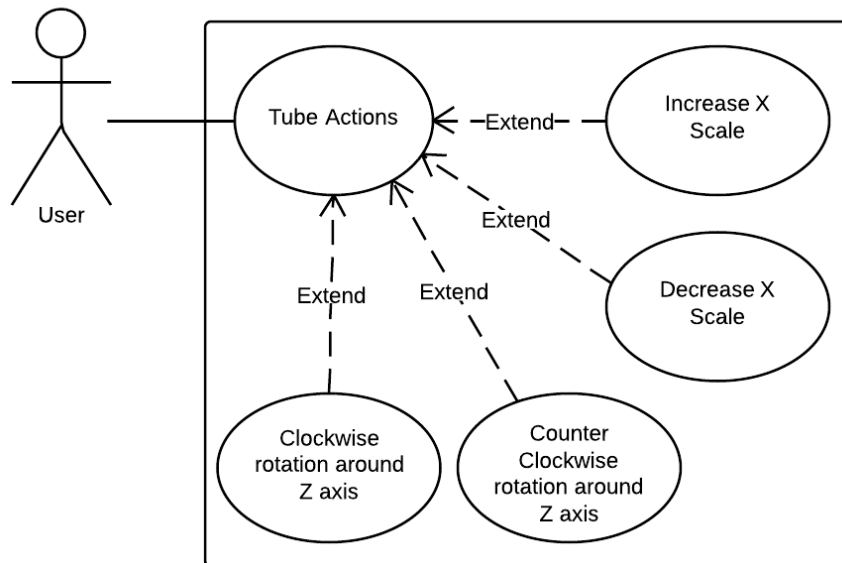 Tube Actions
Increase X
Scale
Extend
User
Extend
Decrease X
Scale
Extend
Extend
Clockwise
rotation around
Z axis
Counter
Clockwise
rotation around
Z axis